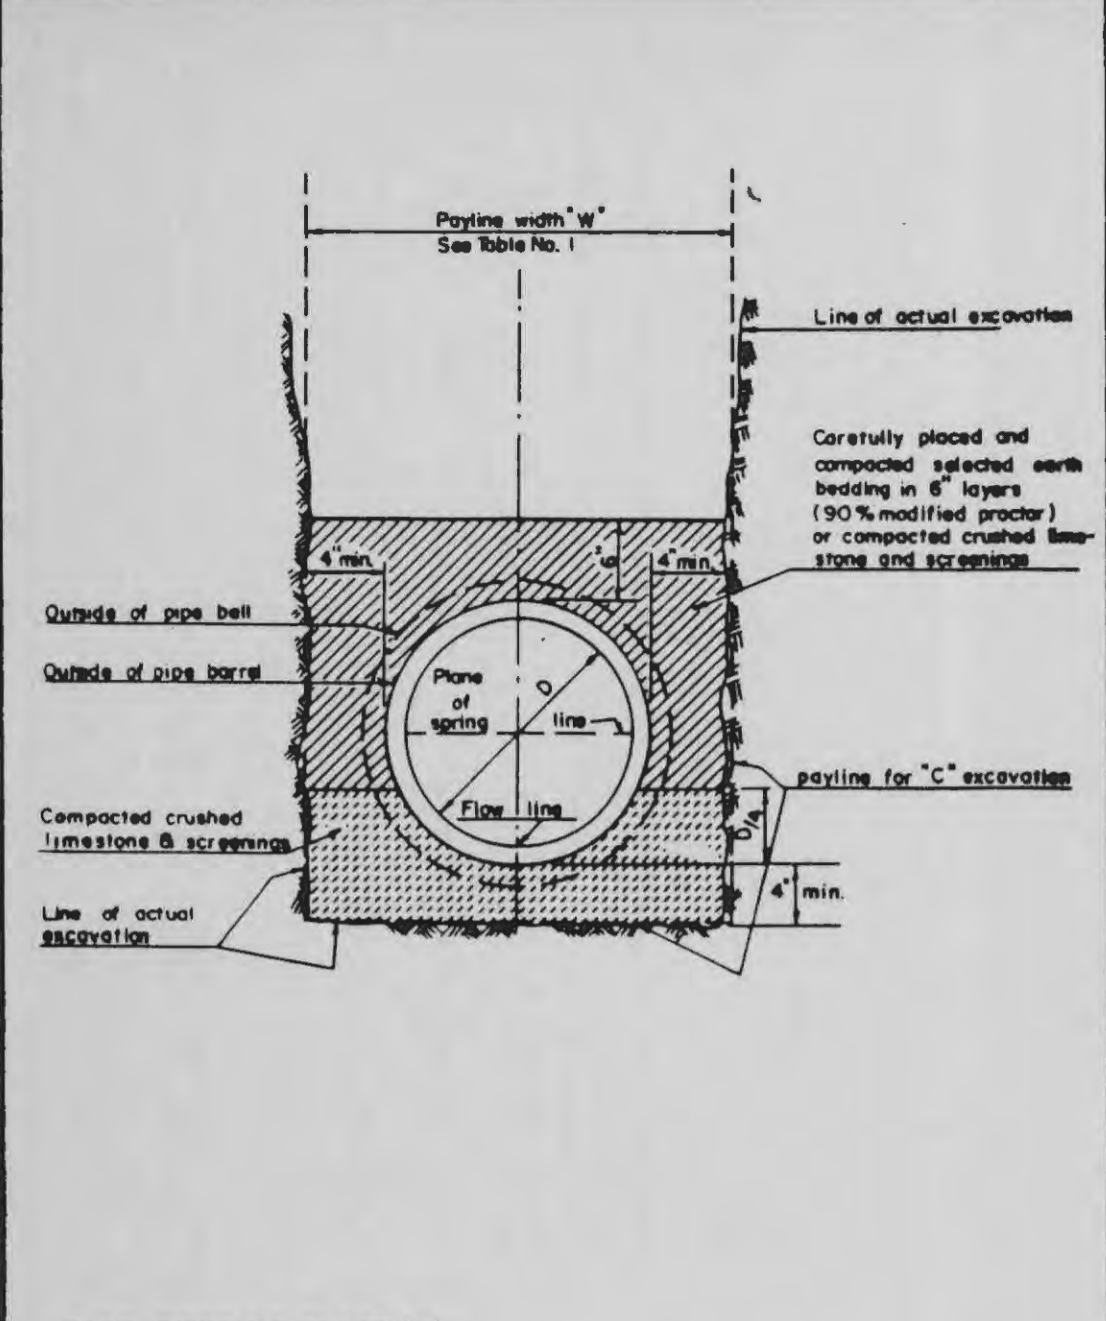 Payline width "W"
See Table No. 1
Line of actual excavation
Carefully placed and
compacted selected earth
bedding in 6" layers
(90% modified proctor)
or compacted crushed lime-
stone and screenings
4" min.
6"
4" min.
Outside of pipe bell
Outside of pipe barrel
Plane
of
spring line
D
Flow line
payline for "C" excavation
D/4
4" min.
Compacted crushed
limestone & screenings
Line of actual
excavation